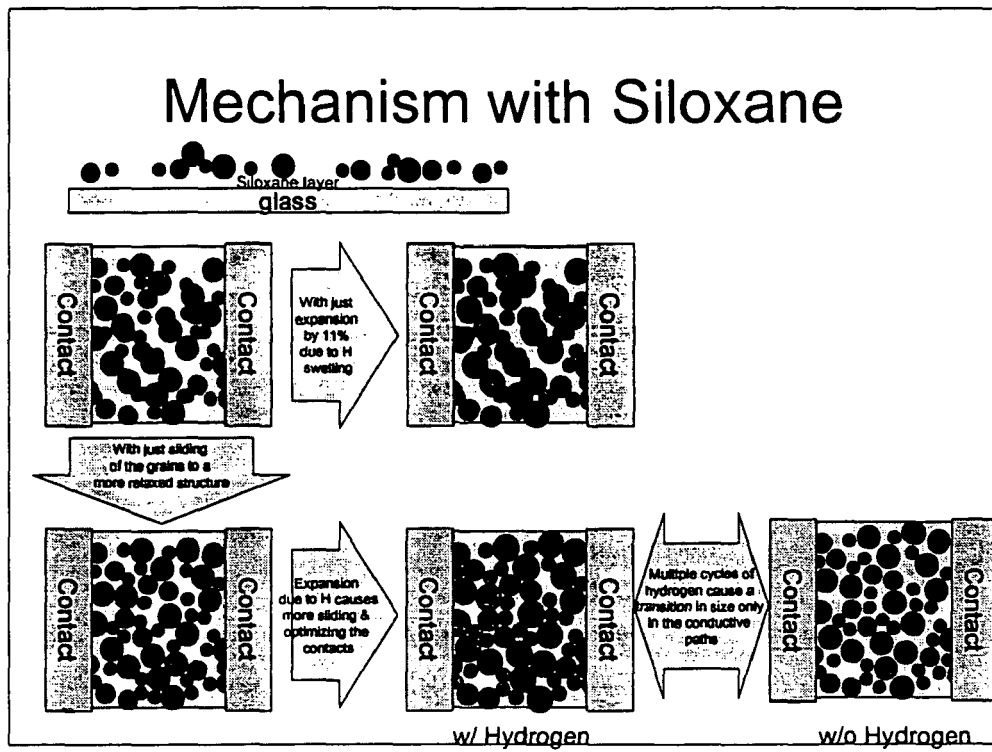 Mechanism with Siloxane
Siloxane layer
glass
Contact
Contact
With just
expansion
by 11%
due to H
swelling
Contact
Contact
With just sliding
of the grains to a
more relaxed structure
Contact
Contact
Expansion
due to H causes
more sliding &
optimizing the
contacts
Contact
Contact
Multiple cycles of
hydrogen cause a
transition in size only
in the conductive
paths
Contact
Contact
w/ Hydrogen
w/o Hydrogen